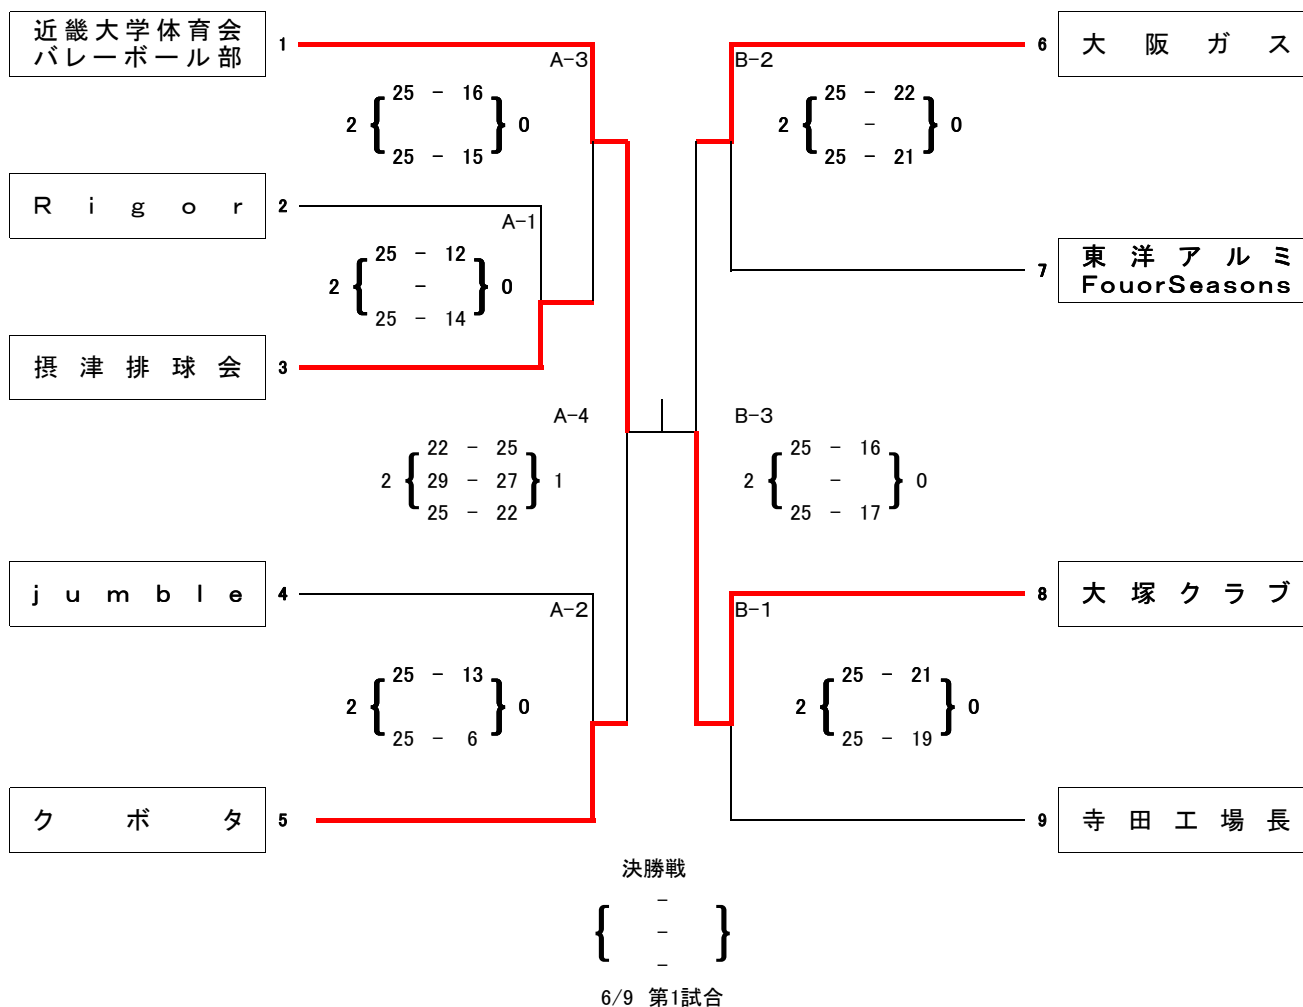 近畿大学体育会
バレーボール部
1
A-3
25 - 16
2 { } 0
25 - 15
Ｒｉｇｏｒ
2
A-1
25 - 12
2 { - } 0
25 - 14
摂津排球会
3
A-4
22 - 25
2 { 29 - 27 } 1
25 - 22
ｊｕｍｂｌｅ
4
A-2
25 - 13
2 { } 0
25 - 6
クボタ
5
6
大阪ガス
B-2
25 - 22
2 { - } 0
25 - 21
7
東洋アルミ
FouorSeasons
B-3
25 - 16
2 { - } 0
25 - 17
8
大塚クラブ
B-1
25 - 21
2 { } 0
25 - 19
9
寺田工場長
決勝戦
-
{ - }
-
6/9 第1試合